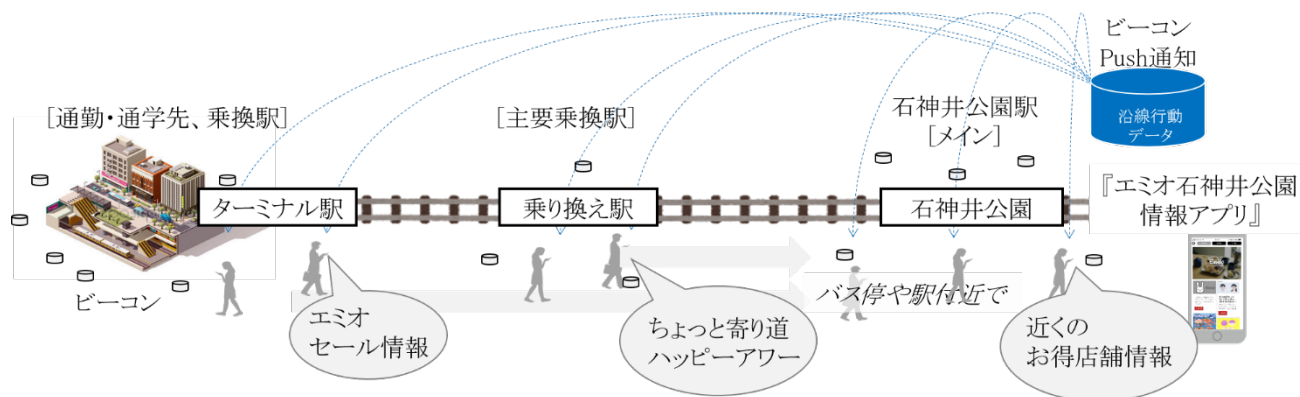 ビーコン
Push通知
沿線行動
データ
[通勤・通学先、乗換駅]
[主要乗換駅]
石神井公園駅
[メイン]
ターミナル駅
乗り換え駅
石神井公園
『エミオ石神井公園
情報アプリ』
ビーコン
バス停や駅付近で
エミオ
セール情報
ちょっと寄り道
ハッピーアワー
近くの
お得店舗情報